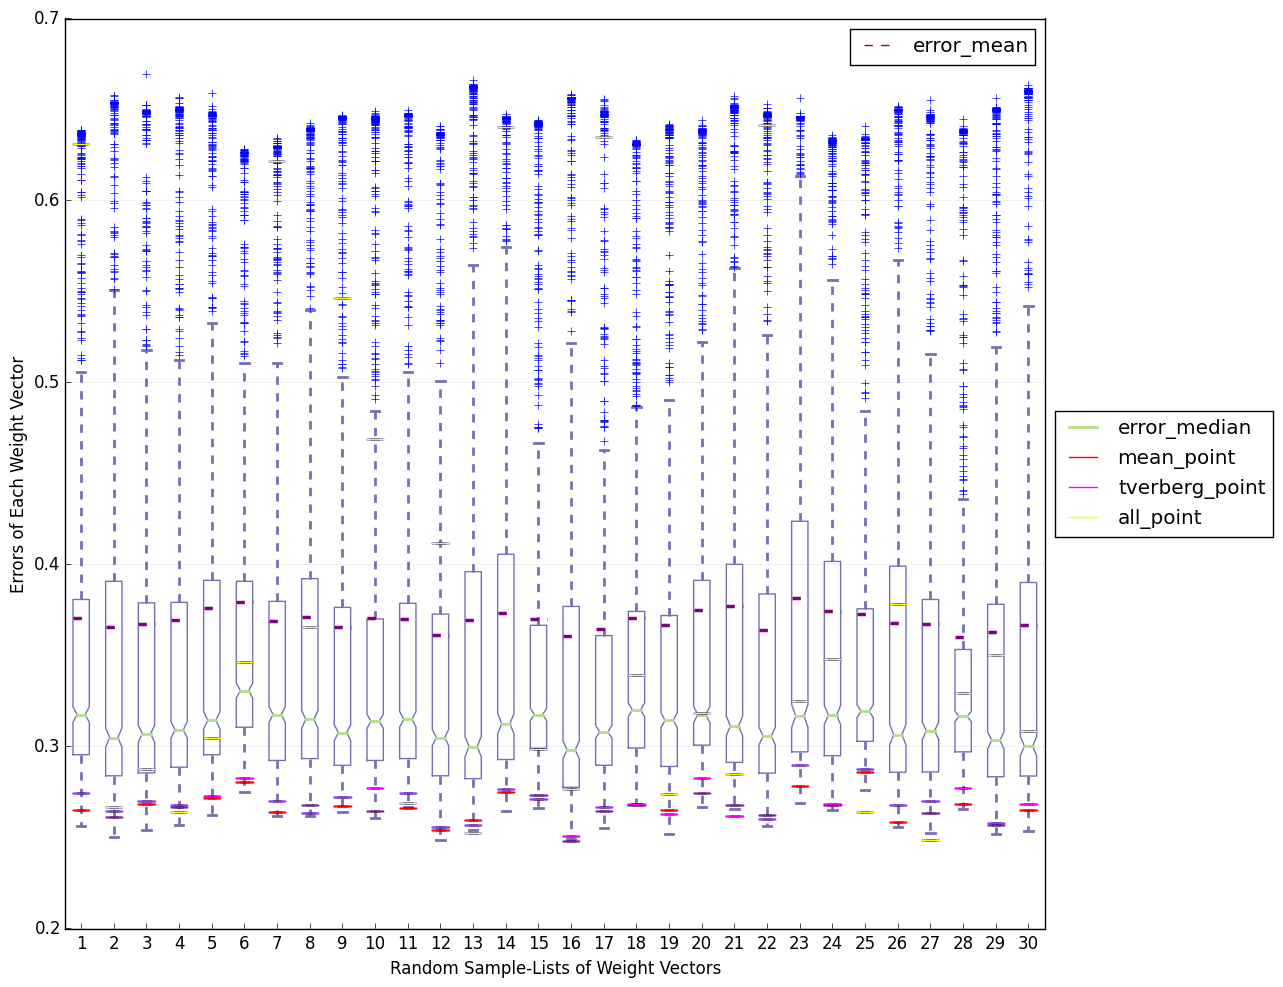 0.7
0.6
0.5
0.4
0.3
0.2
Errors of Each Weight Vector
error_mean
error_median
mean_point
tverberg_point
all_point
1 2 3 4 5 6 7 8 9 10 11 12 13 14 15 16 17 18 19 20 21 22 23 24 25 26 27 28 29 30
Random Sample-Lists of Weight Vectors